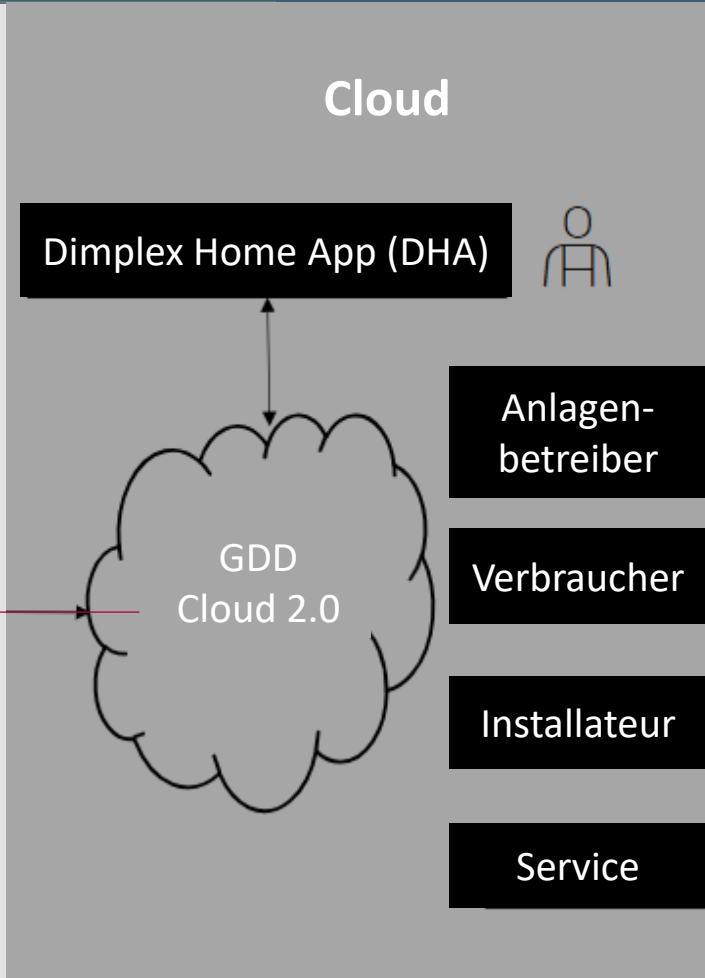 Cloud
Dimplex Home App (DHA)
Anlagen-
betreiber
GDD
Cloud 2.0
Verbraucher
Installateur
Service